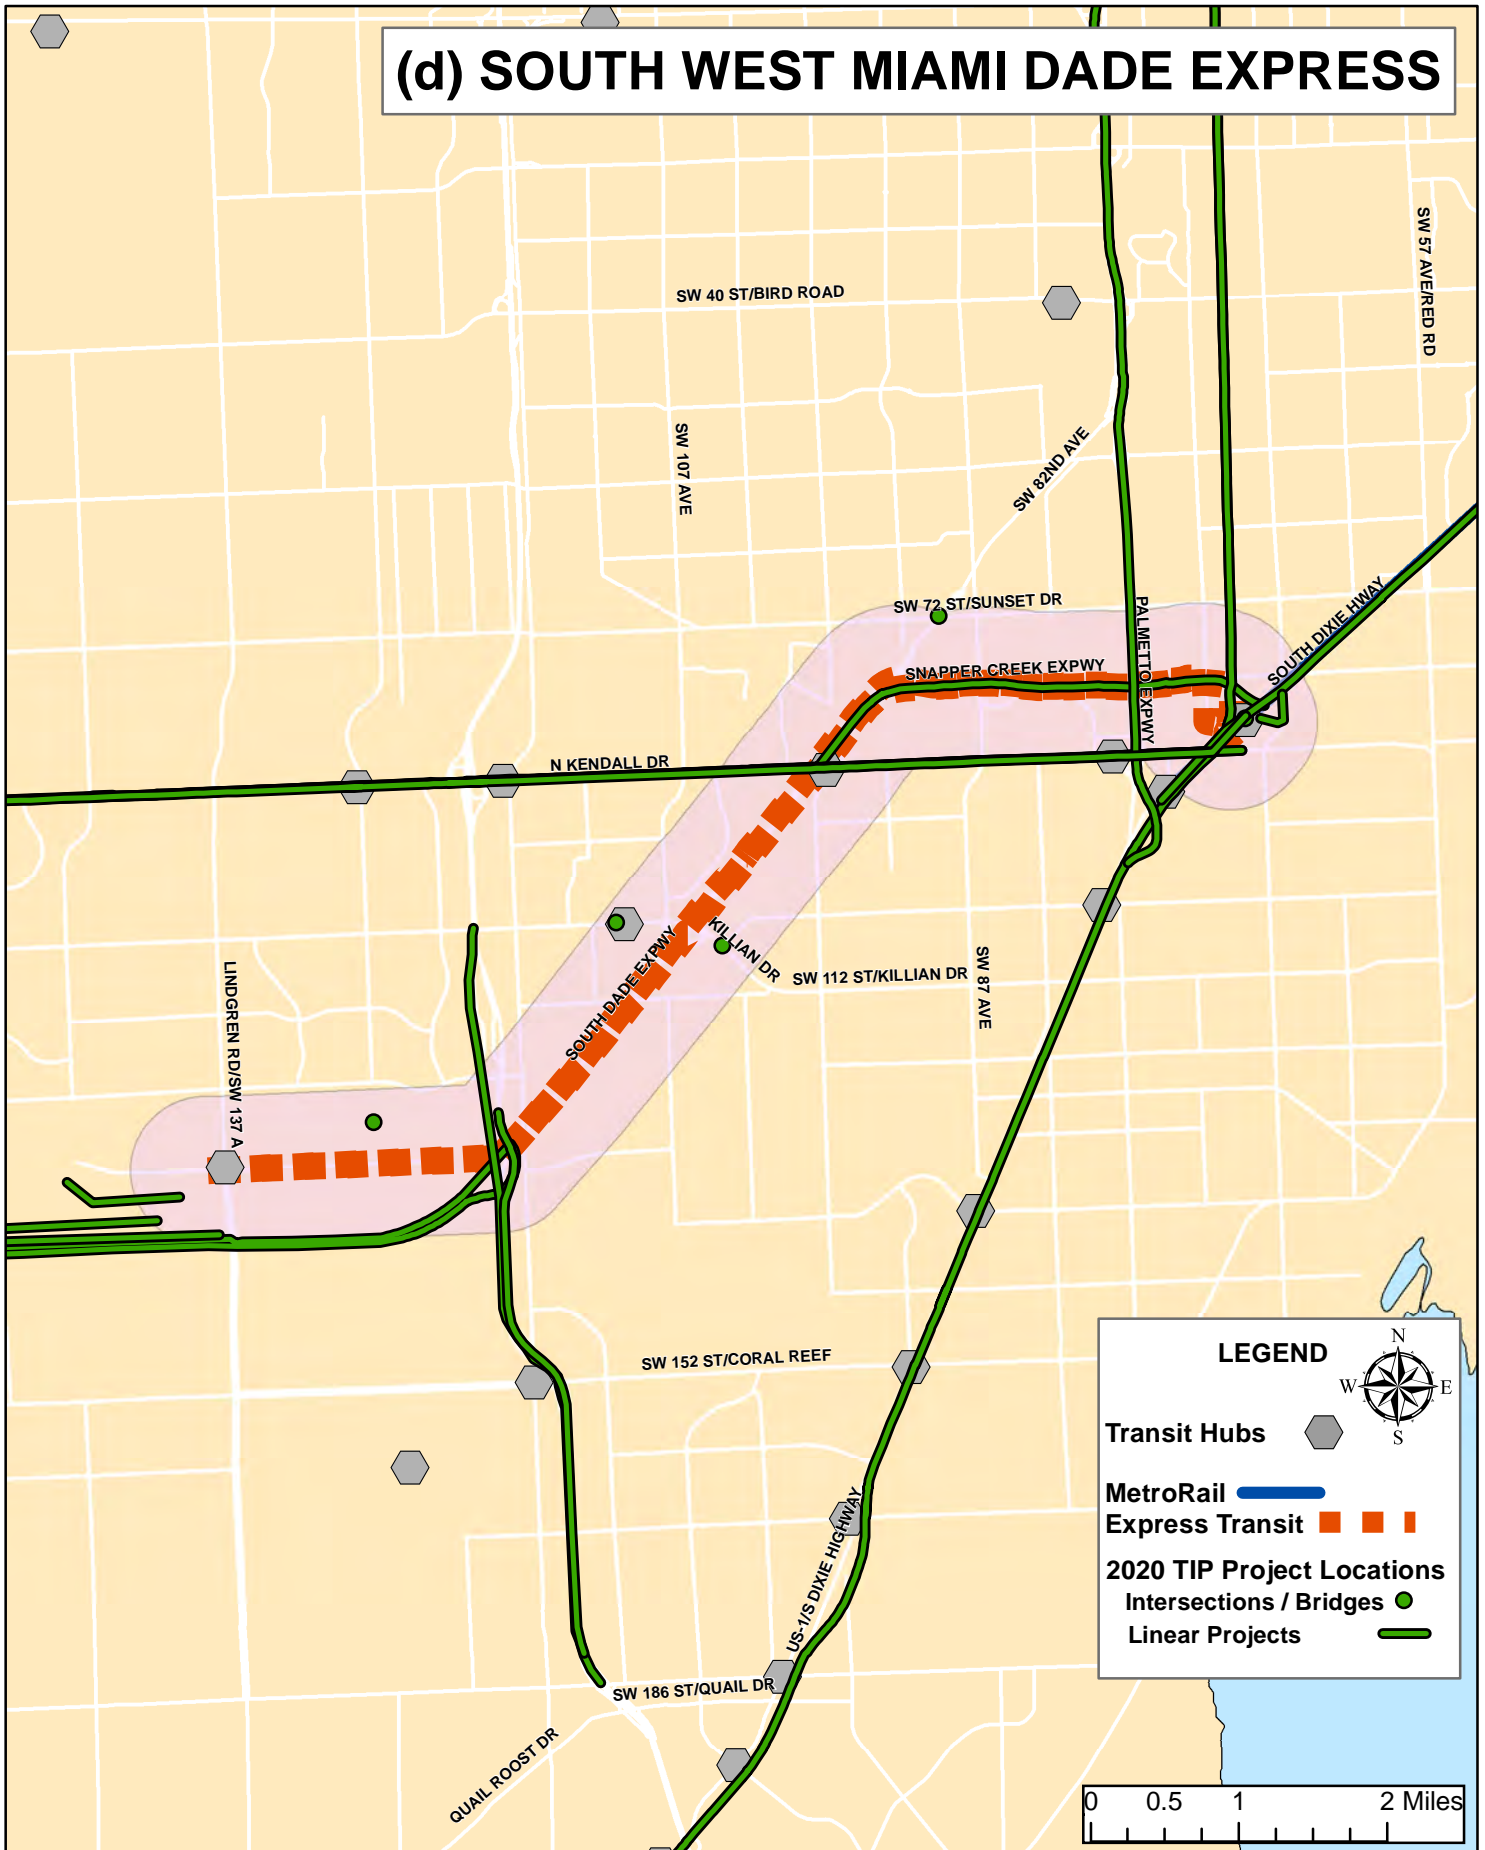 (d) SOUTH WEST MIAMI DADE EXPRESS
SW 57 AVE/RED RD
SW 40 ST/BIRD ROAD
SW 107 AVE
SW 82ND AVE
SW 72 ST/SUNSET DR
SOUTH DIXIE HWAY
PALMETTO EXPWY
SNAPPER CREEK EXPWY
N KENDALL DR
KILLIAN DR
SOUTH DADE EXPWY
SW 112 ST/KILLIAN DR
SW 87 AVE
LINDGREN RD/SW 137 A
SW 152 ST/CORAL REEF
US-1/S DIXIE HIGHWAY
SW 186 ST/QUAIL DR
QUAIL ROOST DR
LEGEND
N
W E
S
Transit Hubs
MetroRail
Express Transit
2020 TIP Project Locations
Intersections / Bridges
Linear Projects
0 0.5 1 2 Miles